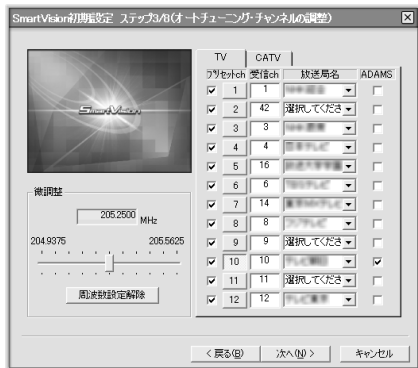 SmartVision初期設定 ステップ3/8(オートチューニング・チャンネルの調整)
SmartVision
TV CATV
プリセットch 受信ch 放送局名 ADAMS
1 1
2 42 選択してくださ
3 3
4 4
5 16
6 6
7 14
8 8
9 9 選択してくださ
10 10
11 11 選択してくださ
12 12
微調整
205.2500 MHz
204.9375 205.5625
周波数設定解除
< 戻る(B) 次へ(N) > キャンセル